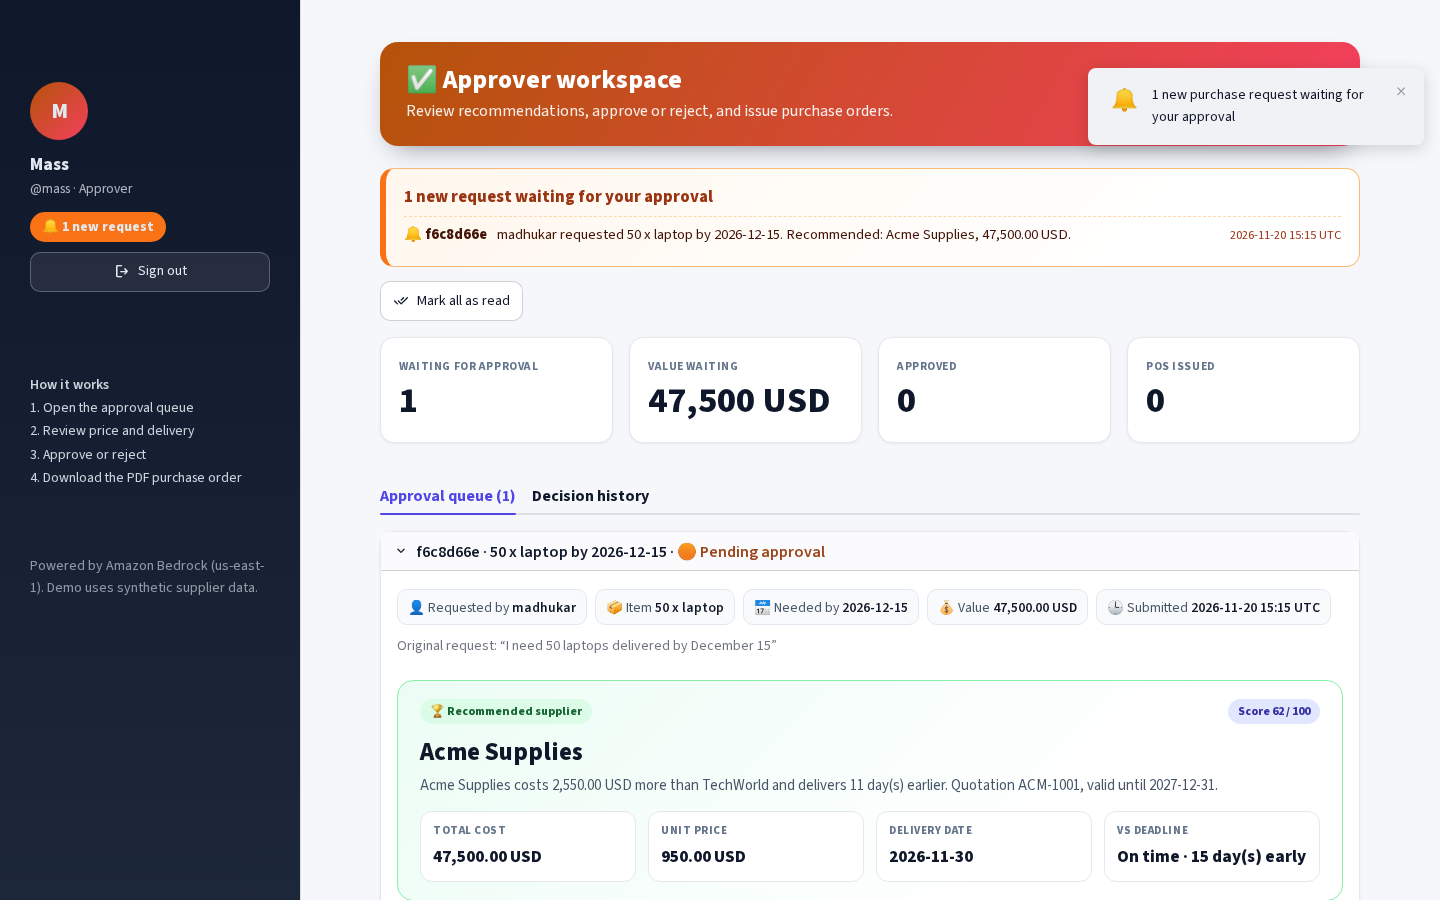 M
Mass
@mass · Approver
🔔 1 new request
Sign out
How it works
1. Open the approval queue
2. Review price and delivery
3. Approve or reject
4. Download the PDF purchase order
Powered by Amazon Bedrock (us-east-
1). Demo uses synthetic supplier data.
✅ Approver workspace
Review recommendations, approve or reject, and issue purchase orders.
🔔 1 new purchase request waiting for
your approval
1 new request waiting for your approval
🔔 f6c8d66e madhukar requested 50 x laptop by 2026-12-15. Recommended: Acme Supplies, 47,500.00 USD. 2026-11-20 15:15 UTC
Mark all as read
WAITING FOR APPROVAL
1
VALUE WAITING
47,500 USD
APPROVED
0
POS ISSUED
0
Approval queue (1) Decision history
f6c8d66e · 50 x laptop by 2026-12-15 · 🟠 Pending approval
👤 Requested by madhukar 📦 Item 50 x laptop 📅 Needed by 2026-12-15 💰 Value 47,500.00 USD 🕒 Submitted 2026-11-20 15:15 UTC
Original request: “I need 50 laptops delivered by December 15”
🏆 Recommended supplier Score 62 / 100
Acme Supplies
Acme Supplies costs 2,550.00 USD more than TechWorld and delivers 11 day(s) earlier. Quotation ACM-1001, valid until 2027-12-31.
TOTAL COST
47,500.00 USD
UNIT PRICE
950.00 USD
DELIVERY DATE
2026-11-30
VS DEADLINE
On time · 15 day(s) early